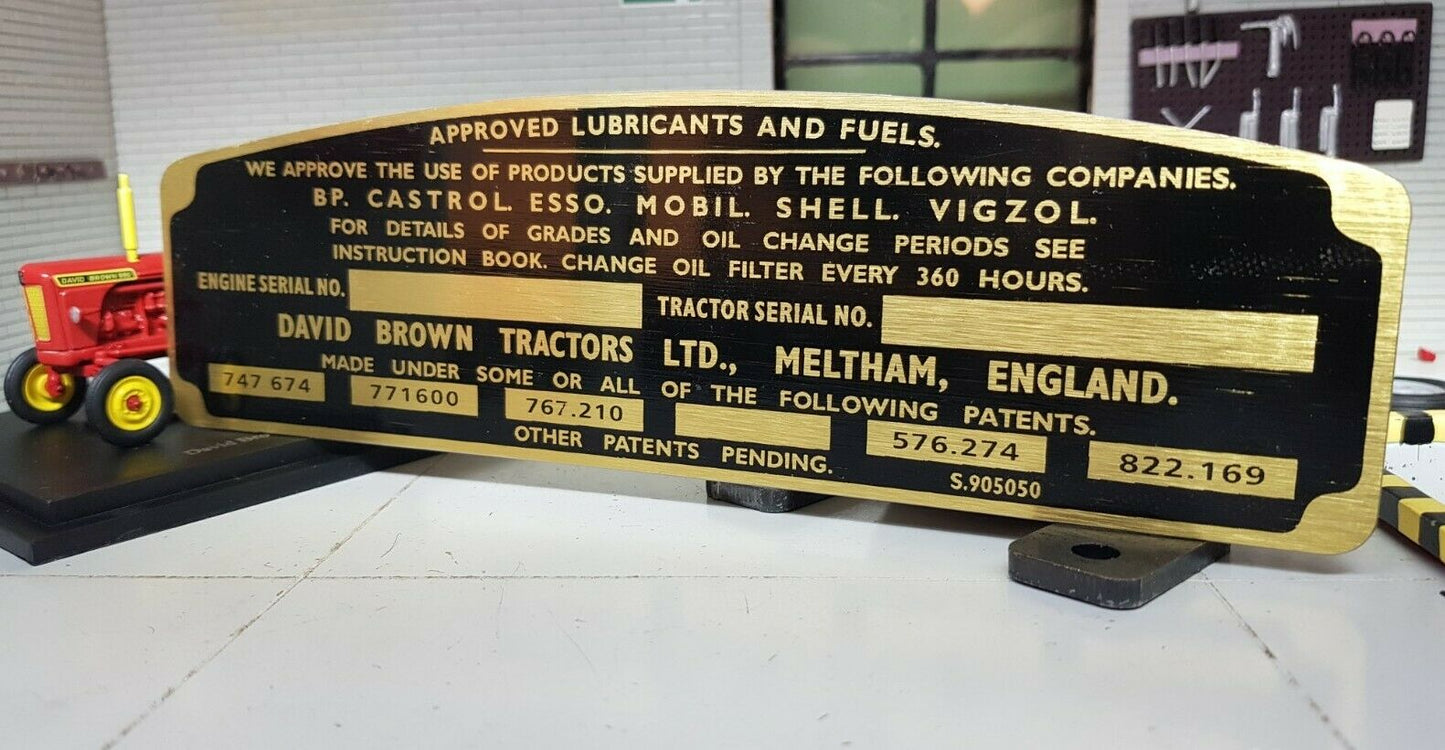 APPROVED LUBRICANTS AND FUELS.
WE APPROVE THE USE OF PRODUCTS SUPPLIED BY THE FOLLOWING COMPANIES.
BP. CASTROL. ESSO. MOBIL. SHELL. VIGZOL.
FOR DETAILS OF GRADES AND OIL CHANGE PERIODS SEE
INSTRUCTION BOOK. CHANGE OIL FILTER EVERY 360 HOURS.
ENGINE SERIAL NO. TRACTOR SERIAL NO.
DAVID BROWN TRACTORS LTD., MELTHAM, ENGLAND.
MADE UNDER SOME OR ALL OF THE FOLLOWING PATENTS.
747 674 771600 767.210 576.274 822.169
OTHER PATENTS PENDING.
S.905050
DAVID BROWN